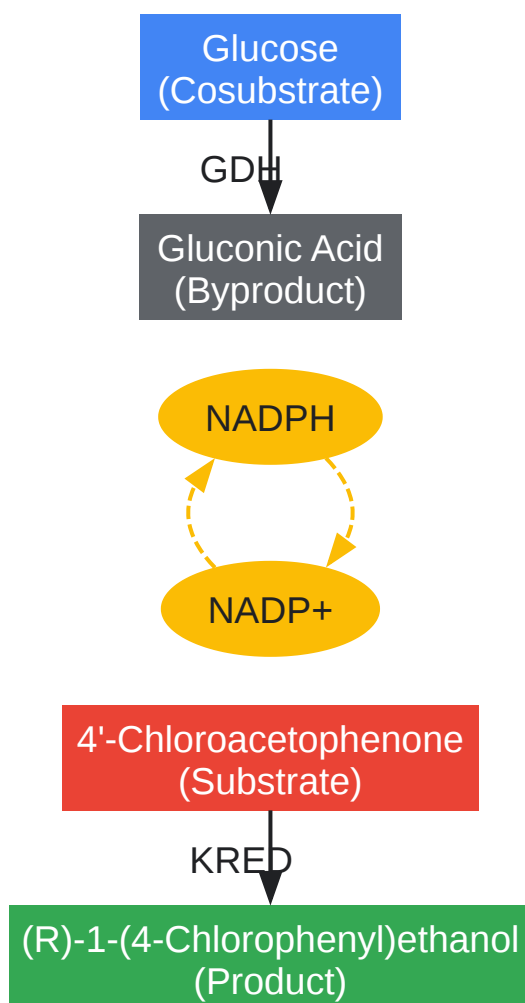 Glucose
(Cosubstrate)
GDH
Gluconic Acid
(Byproduct)
NADPH
NADP+
4'-Chloroacetophenone
(Substrate)
KRED
(R)-1-(4-Chlorophenyl)ethanol
(Product)